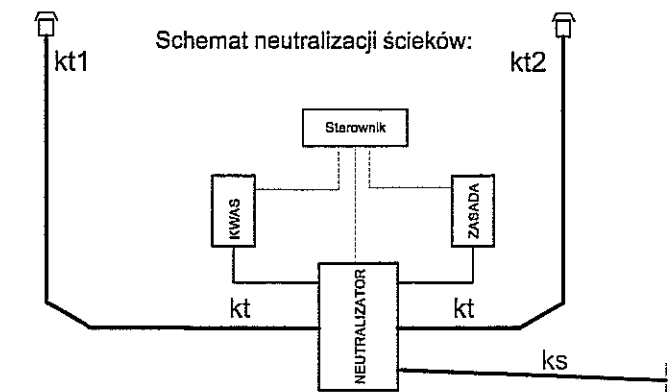 Schemat neutralizacji ścieków:
kt1
kt2
Sterownik
KWAS
ZASADA
NEUTRALIZATOR
kt
kt
ks